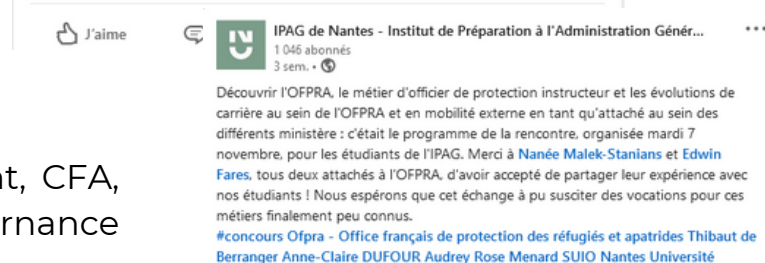 J'aime
IPAG de Nantes - Institut de Préparation à l'Administration Génér...
1 046 abonnés
3 sem. •
Découvrir l'OFPRA, le métier d'officier de protection instructeur et les évolutions de
carrière au sein de l'OFPRA et en mobilité externe en tant qu'attaché au sein des
différents ministère : c'était le programme de la rencontre, organisée mardi 7
novembre, pour les étudiants de l'IPAG. Merci à Nanée Malek-Stanians et Edwin
Fares, tous deux attachés à l'OFPRA, d'avoir accepté de partager leur expérience avec
nos étudiants ! Nous espérons que cet échange à pu susciter des vocations pour ces
métiers finalement peu connus.
#concours Ofpra - Office français de protection des réfugiés et apatrides Thibaut de
Berranger Anne-Claire DUFOUR Audrey Rose Menard SUIO Nantes Université
t, CFA,
rnance